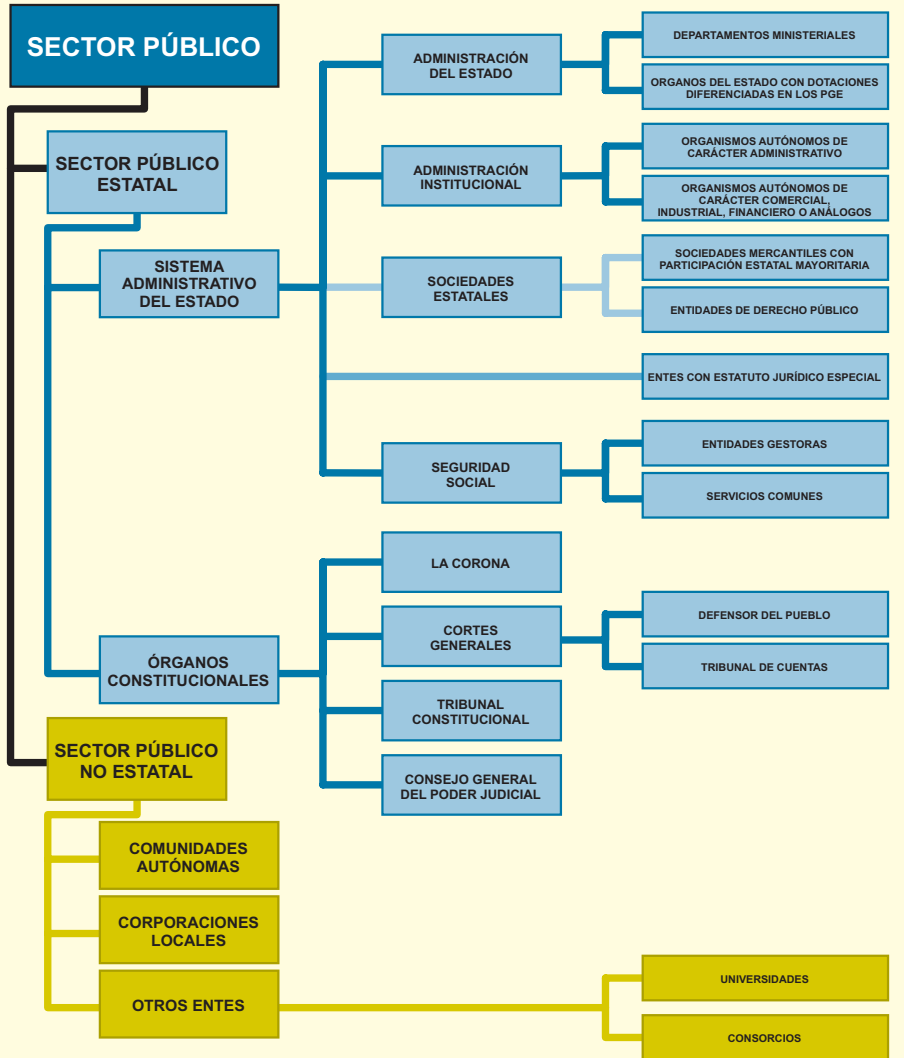 SECTOR PÚBLICO
SECTOR PÚBLICO
ESTATAL
SISTEMA
ADMINISTRATIVO
DEL ESTADO
ADMINISTRACIÓN
DEL ESTADO
DEPARTAMENTOS MINISTERIALES
ORGANOS DEL ESTADO CON DOTACIONES
DIFERENCIADAS EN LOS PGE
ADMINISTRACIÓN
INSTITUCIONAL
ORGANISMOS AUTÓNOMOS DE
CARÁCTER ADMINISTRATIVO
ORGANISMOS AUTÓNOMOS DE
CARÁCTER COMERCIAL,
INDUSTRIAL, FINANCIERO O ANÁLOGOS
SOCIEDADES
ESTATALES
SOCIEDADES MERCANTILES CON
PARTICIPACIÓN ESTATAL MAYORITARIA
ENTIDADES DE DERECHO PÚBLICO
ENTES CON ESTATUTO JURÍDICO ESPECIAL
SEGURIDAD
SOCIAL
ENTIDADES GESTORAS
SERVICIOS COMUNES
ÓRGANOS
CONSTITUCIONALES
LA CORONA
CORTES
GENERALES
DEFENSOR DEL PUEBLO
TRIBUNAL DE CUENTAS
TRIBUNAL
CONSTITUCIONAL
CONSEJO GENERAL
DEL PODER JUDICIAL
SECTOR PÚBLICO
NO ESTATAL
COMUNIDADES
AUTÓNOMAS
CORPORACIONES
LOCALES
OTROS ENTES
UNIVERSIDADES
CONSORCIOS